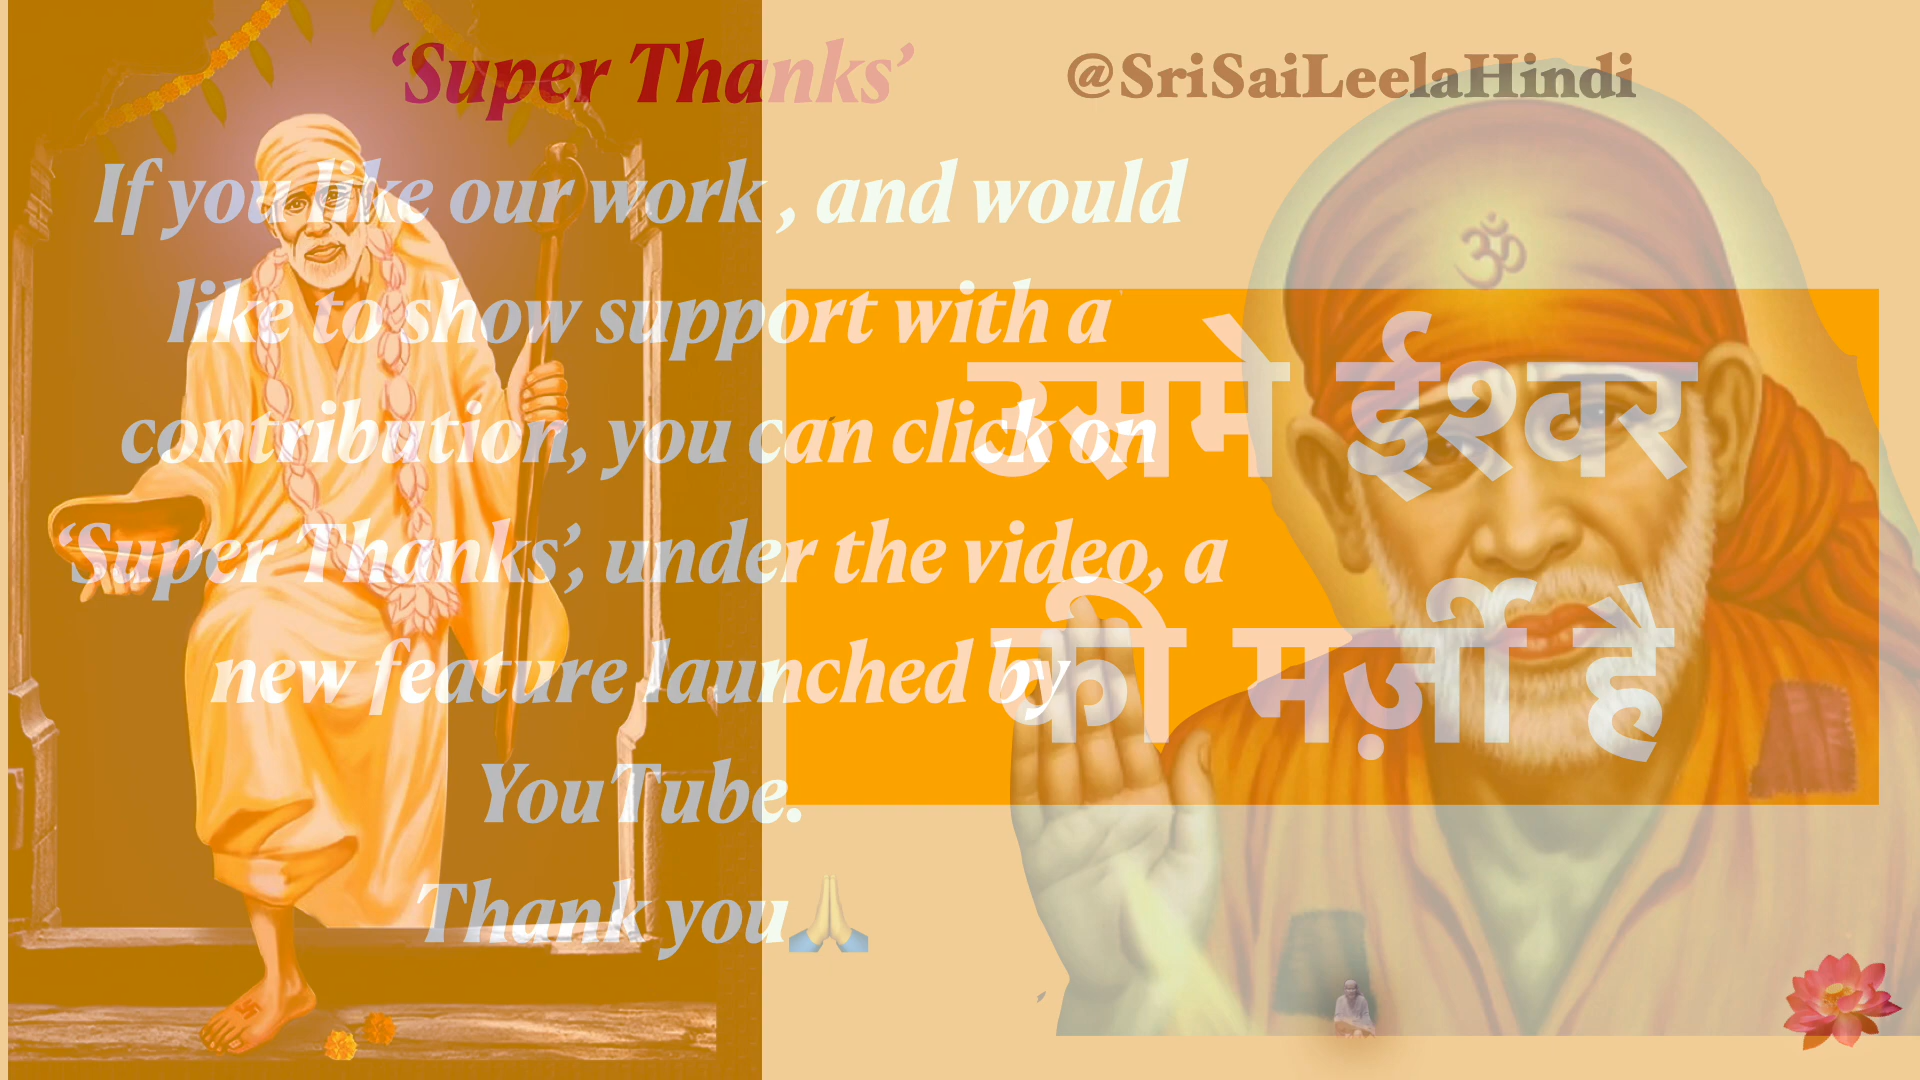 ‘Super Thanks’
@SriSaiLeelaHindi
If you like our work , and would
like to show support with a
contribution, you can click on
‘Super Thanks’, under the video, a
new feature launched by
YouTube.
Thank you🙏
उसमे ईश्वर
की मर्ज़ी है
ॐ